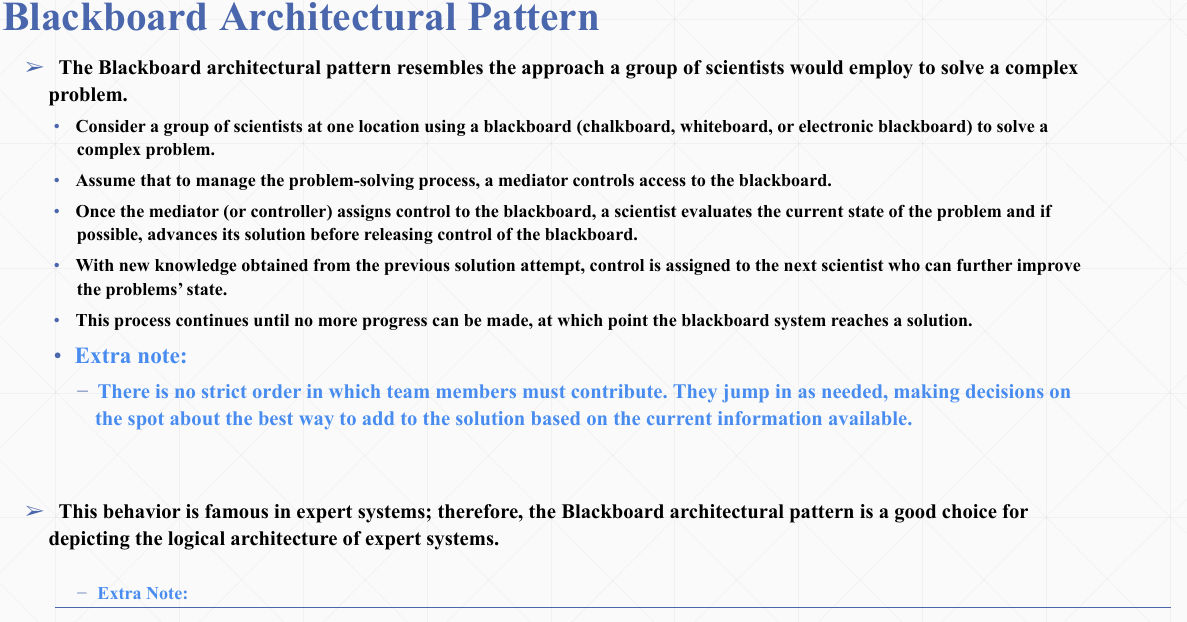 Blackboard Architectural Pattern
➢ The Blackboard architectural pattern resembles the approach a group of scientists would employ to solve a complex
problem.
• Consider a group of scientists at one location using a blackboard (chalkboard, whiteboard, or electronic blackboard) to solve a
complex problem.
• Assume that to manage the problem-solving process, a mediator controls access to the blackboard.
• Once the mediator (or controller) assigns control to the blackboard, a scientist evaluates the current state of the problem and if
possible, advances its solution before releasing control of the blackboard.
• With new knowledge obtained from the previous solution attempt, control is assigned to the next scientist who can further improve
the problems’ state.
• This process continues until no more progress can be made, at which point the blackboard system reaches a solution.
• Extra note:
– There is no strict order in which team members must contribute. They jump in as needed, making decisions on
the spot about the best way to add to the solution based on the current information available.
➢ This behavior is famous in expert systems; therefore, the Blackboard architectural pattern is a good choice for
depicting the logical architecture of expert systems.
– Extra Note: